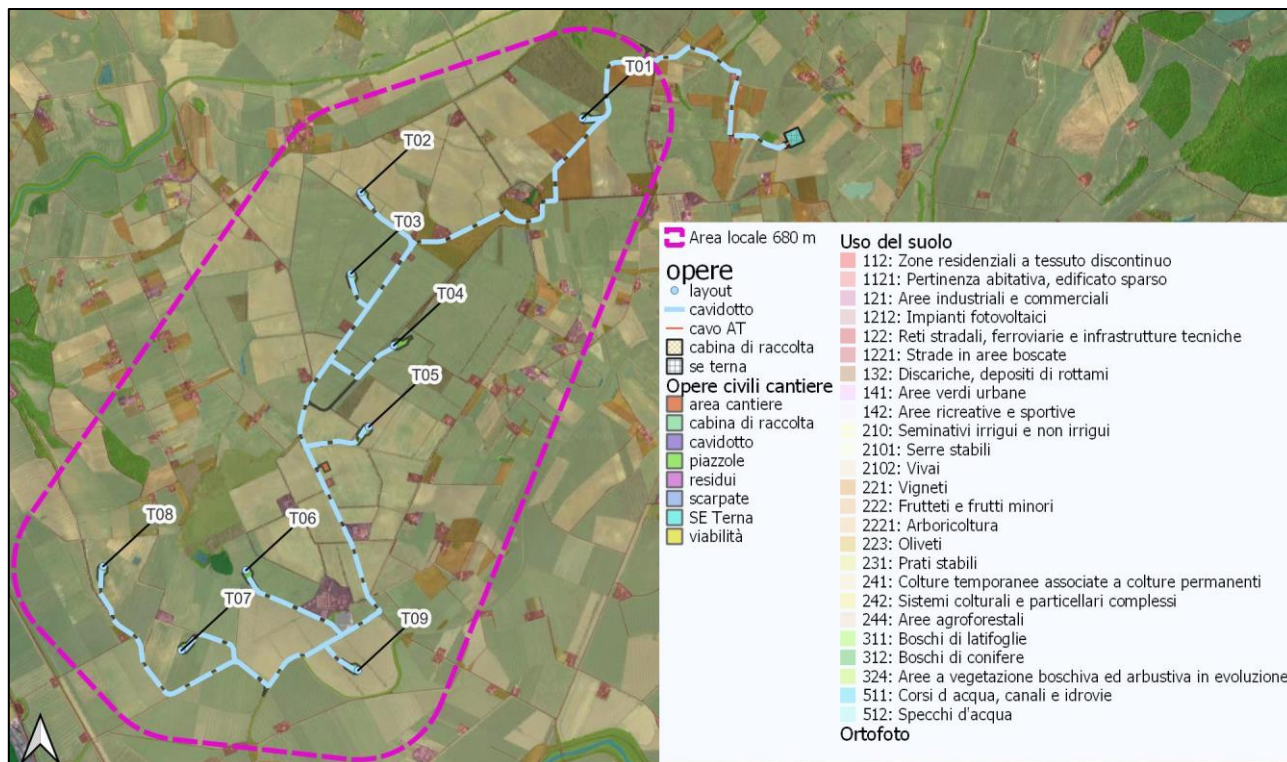 T01
T02
T03
T04
T05
T06
T08
T07
T09
Area locale 680 m
opere
layout
cavidotto
cavo AT
cabina di raccolta
se terna
Opere civili cantiere
area cantiere
cabina di raccolta
cavidotto
piazzole
residui
scarpate
SE Terna
viabilità
Uso del suolo
112: Zone residenziali a tessuto discontinuo
1121: Pertinenza abitativa, edificato sparso
121: Aree industriali e commerciali
1212: Impianti fotovoltaici
122: Reti stradali, ferroviarie e infrastrutture tecniche
1221: Strade in aree boscate
132: Discariche, depositi di rottami
141: Aree verdi urbane
142: Aree ricreative e sportive
210: Seminativi irrigui e non irrigui
2101: Serre stabili
2102: Vivai
221: Vigneti
222: Frutteti e frutti minori
2221: Arboricoltura
223: Oliveti
231: Prati stabili
241: Colture temporanee associate a colture permanenti
242: Sistemi colturali e particellari complessi
244: Aree agroforestali
311: Boschi di latifoglie
312: Boschi di conifere
324: Aree a vegetazione boschiva ed arbustiva in evoluzione
511: Corsi d acqua, canali e idrovie
512: Specchi d'acqua
Ortofoto